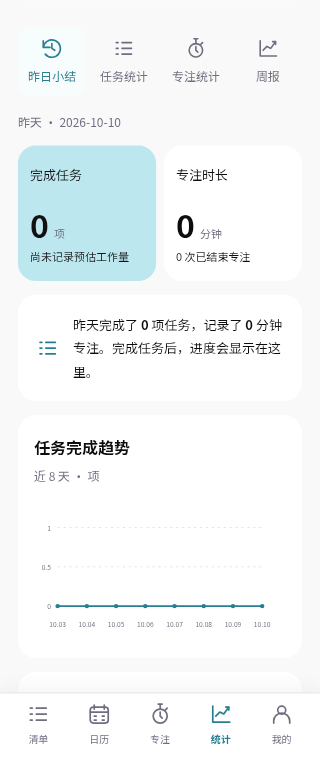 昨日小结 任务统计 专注统计 周报
昨天 • 2026-10-10
完成任务 专注时长
0 项 0 分钟
尚未记录预估工作量 0 次已结束专注
昨天完成了 0 项任务，记录了 0 分钟
专注。完成任务后，进度会显示在这
里。
任务完成趋势
近 8 天 • 项
1
0.5
0
10.03 10.04 10.05 10.06 10.07 10.08 10.09 10.10
清单 日历 专注 统计 我的